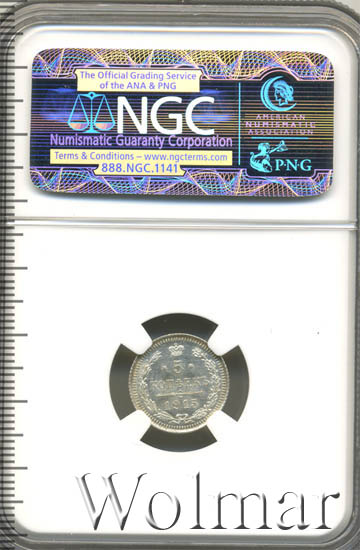 The Official Grading Service
of the ANA & PNG
NGC
Numismatic Guaranty Corporation
Terms & Conditions – www.ngcterms.com
888.NGC.1141
AMERICAN
NUMISMATIC
ASSOCIATION
PNG
5
КОПѢЕКЪ
Wolmar